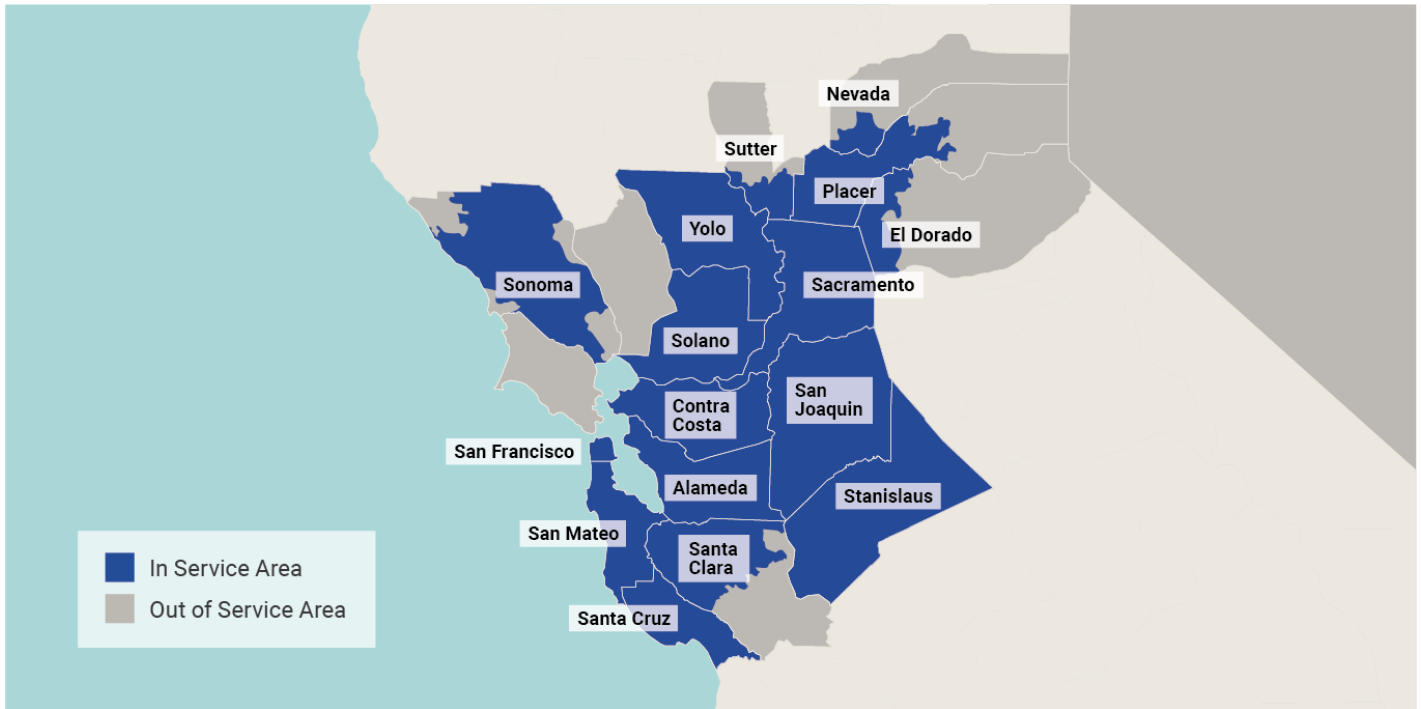 Nevada
Sutter
Placer
Yolo
El Dorado
Sonoma
Sacramento
Solano
San
Joaquin
Contra
Costa
San Francisco
Alameda
Stanislaus
San Mateo
Santa
Clara
In Service Area
Out of Service Area
Santa Cruz